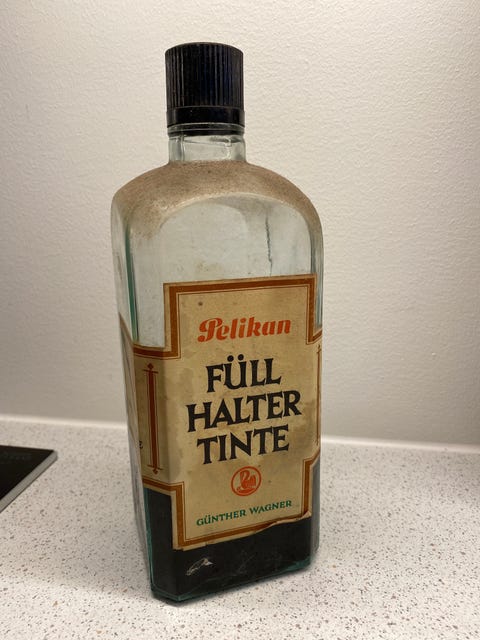 Pelikan
FÜLL
HALTER
TINTE
GÜNTHER WAGNER